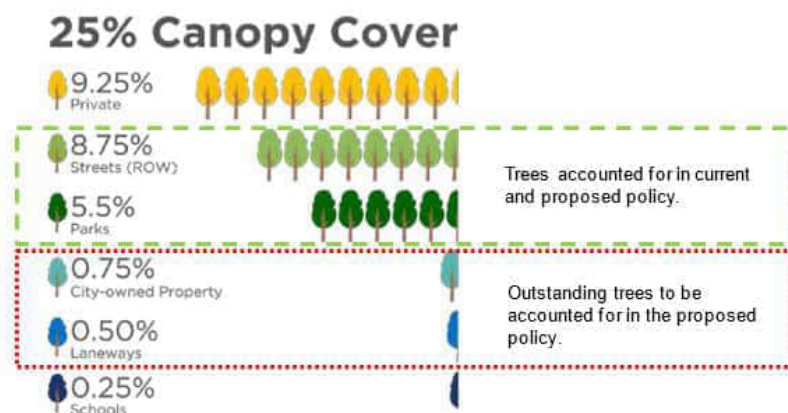 25% Canopy Cover
9.25%
Private
8.75%
Streets (ROW)
Trees accounted for in current
and proposed policy.
5.5%
Parks
0.75%
City-owned Property
Outstanding trees to be
accounted for in the proposed
policy.
0.50%
Laneways
0.25%
Schools